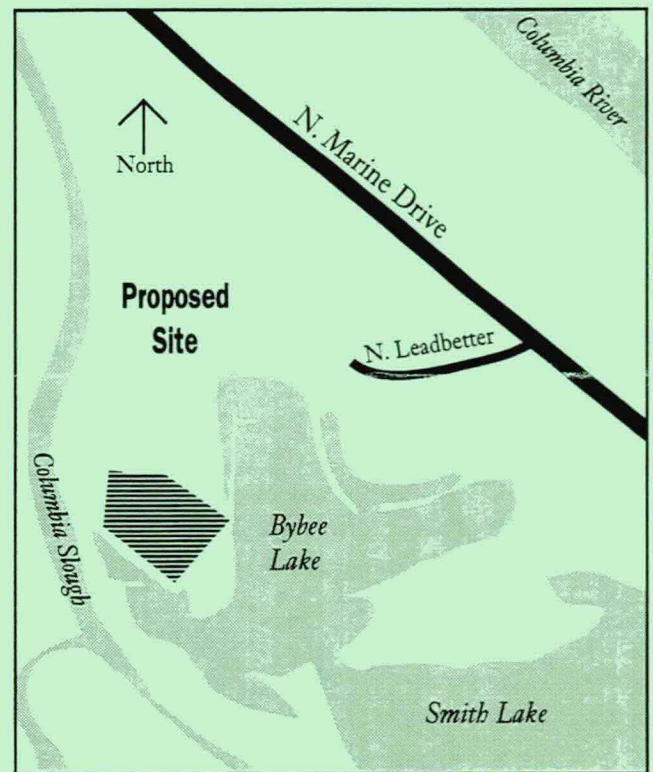 Columbia River
N. Marine Drive
North
Proposed
Site
N. Leadbetter
Columbia Slough
Bybee
Lake
Smith Lake